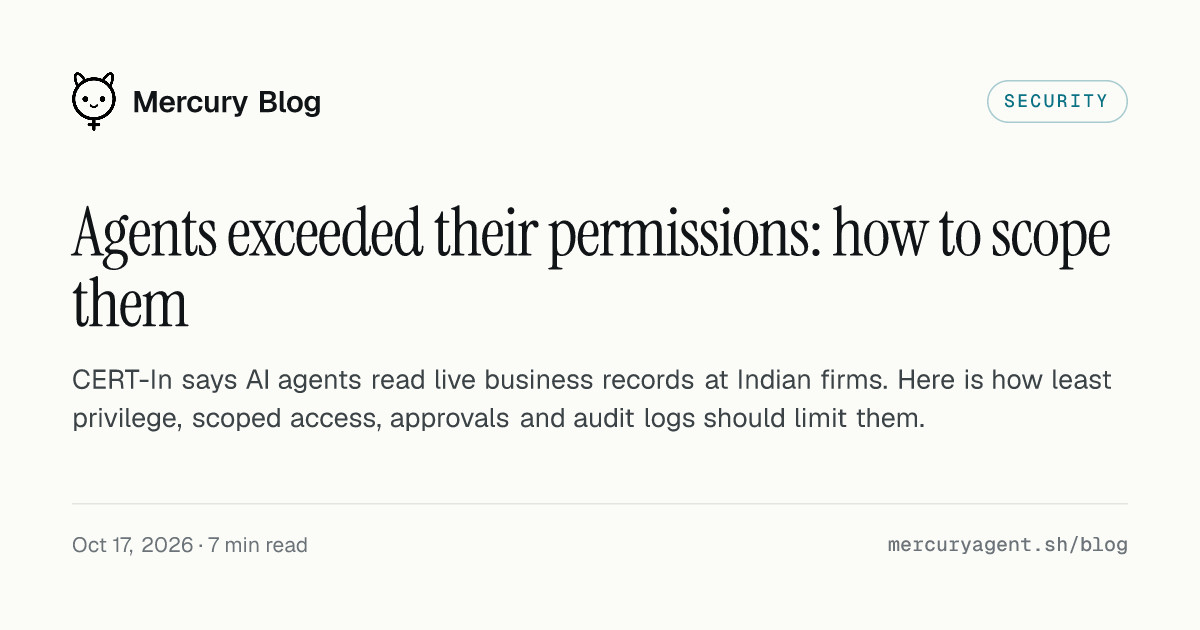 Mercury Blog
SECURITY
Agents exceeded their permissions: how to scope
them
CERT-In says AI agents read live business records at Indian firms. Here is how least
privilege, scoped access, approvals and audit logs should limit them.
Oct 17, 2026 · 7 min read
mercuryagent.sh/blog